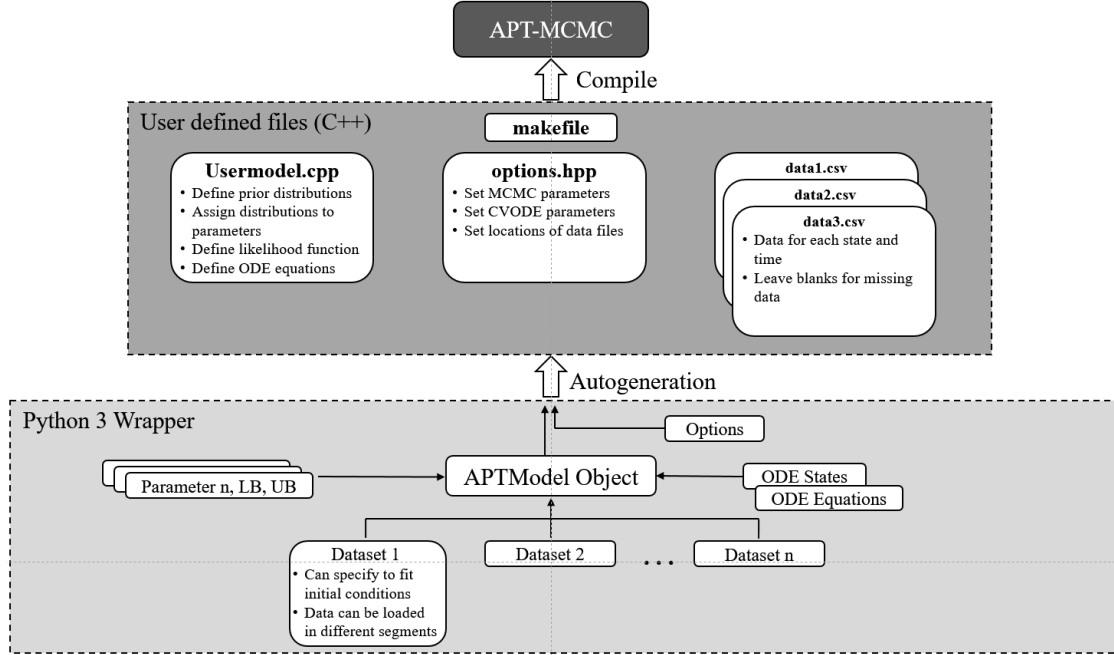 APT-MCMC
Compile
User defined files (C++)
makefile
Usermodel.cpp
• Define prior distributions
• Assign distributions to
parameters
• Define likelihood function
• Define ODE equations
options.hpp
• Set MCMC parameters
• Set CVODE parameters
• Set locations of data files
data1.csv
data2.csv
data3.csv
• Data for each state and
time
• Leave blanks for missing
data
Autogeneration
Python 3 Wrapper
Options
APTModel Object
Parameter n, LB, UB
ODE States
ODE Equations
Dataset 1
• Can specify to fit
initial conditions
• Data can be loaded
in different segments
Dataset 2
...
Dataset n